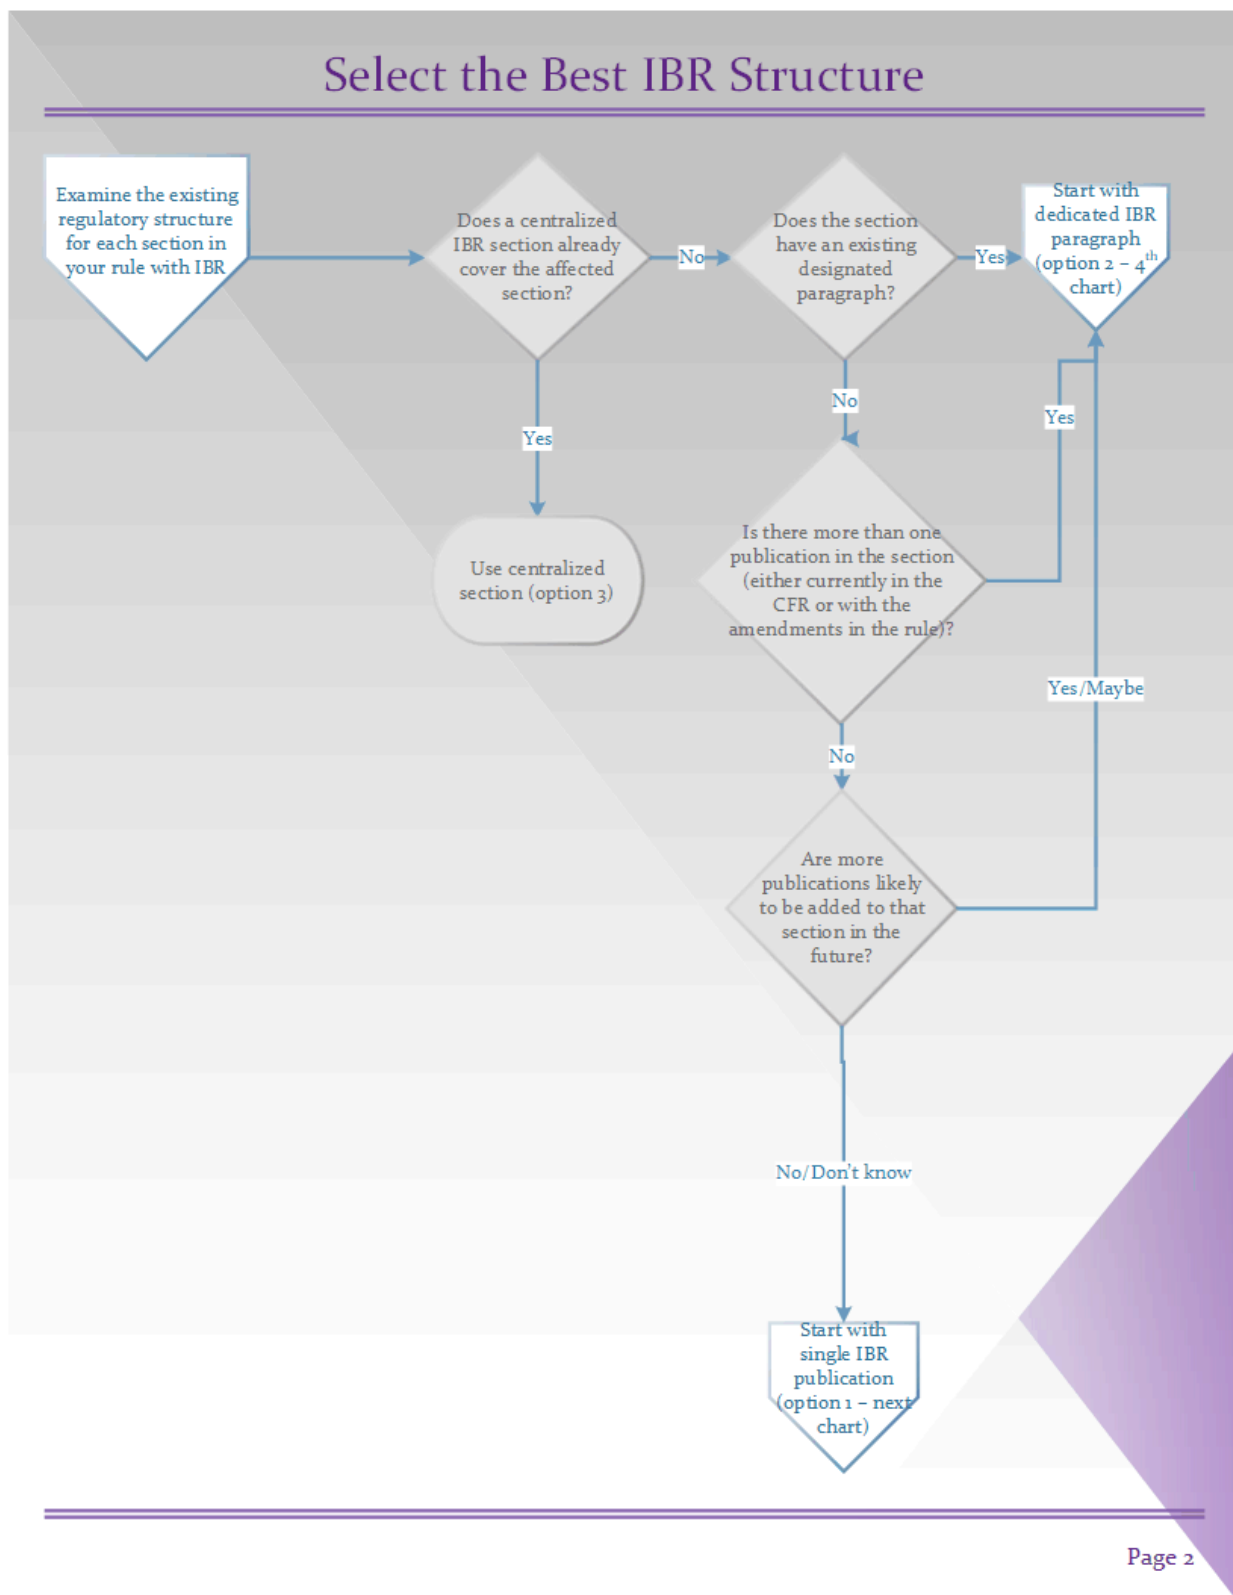 Select the Best IBR Structure
Examine the existing
regulatory structure
for each section in
your rule with IBR
Does a centralized
IBR section already
cover the affected
section?
No
Does the section
have an existing
designated
paragraph?
Yes
Start with
dedicated IBR
paragraph
(option 2 – 4th
chart)
No
Yes
Yes
Use centralized
section (option 3)
Is there more than one
publication in the section
(either currently in the
CFR or with the
amendments in the rule)?
Yes/Maybe
No
Are more
publications likely
to be added to that
section in the
future?
No/Don't know
Start with
single IBR
publication
(option 1 – next
chart)
Page 2